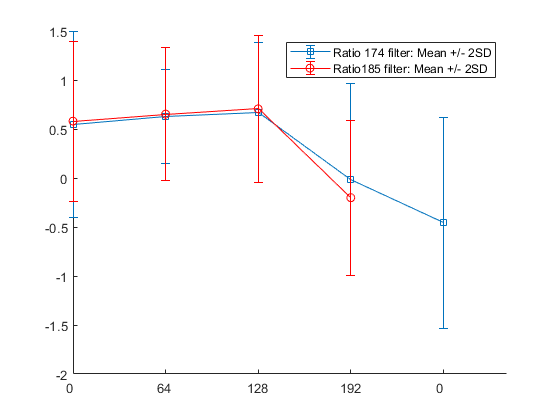 1.5
Ratio 174 filter: Mean +/- 2SD
Ratio185 filter: Mean +/- 2SD
1
0.5
0
-0.5
-1
-1.5
-2
0 64 128 192 0